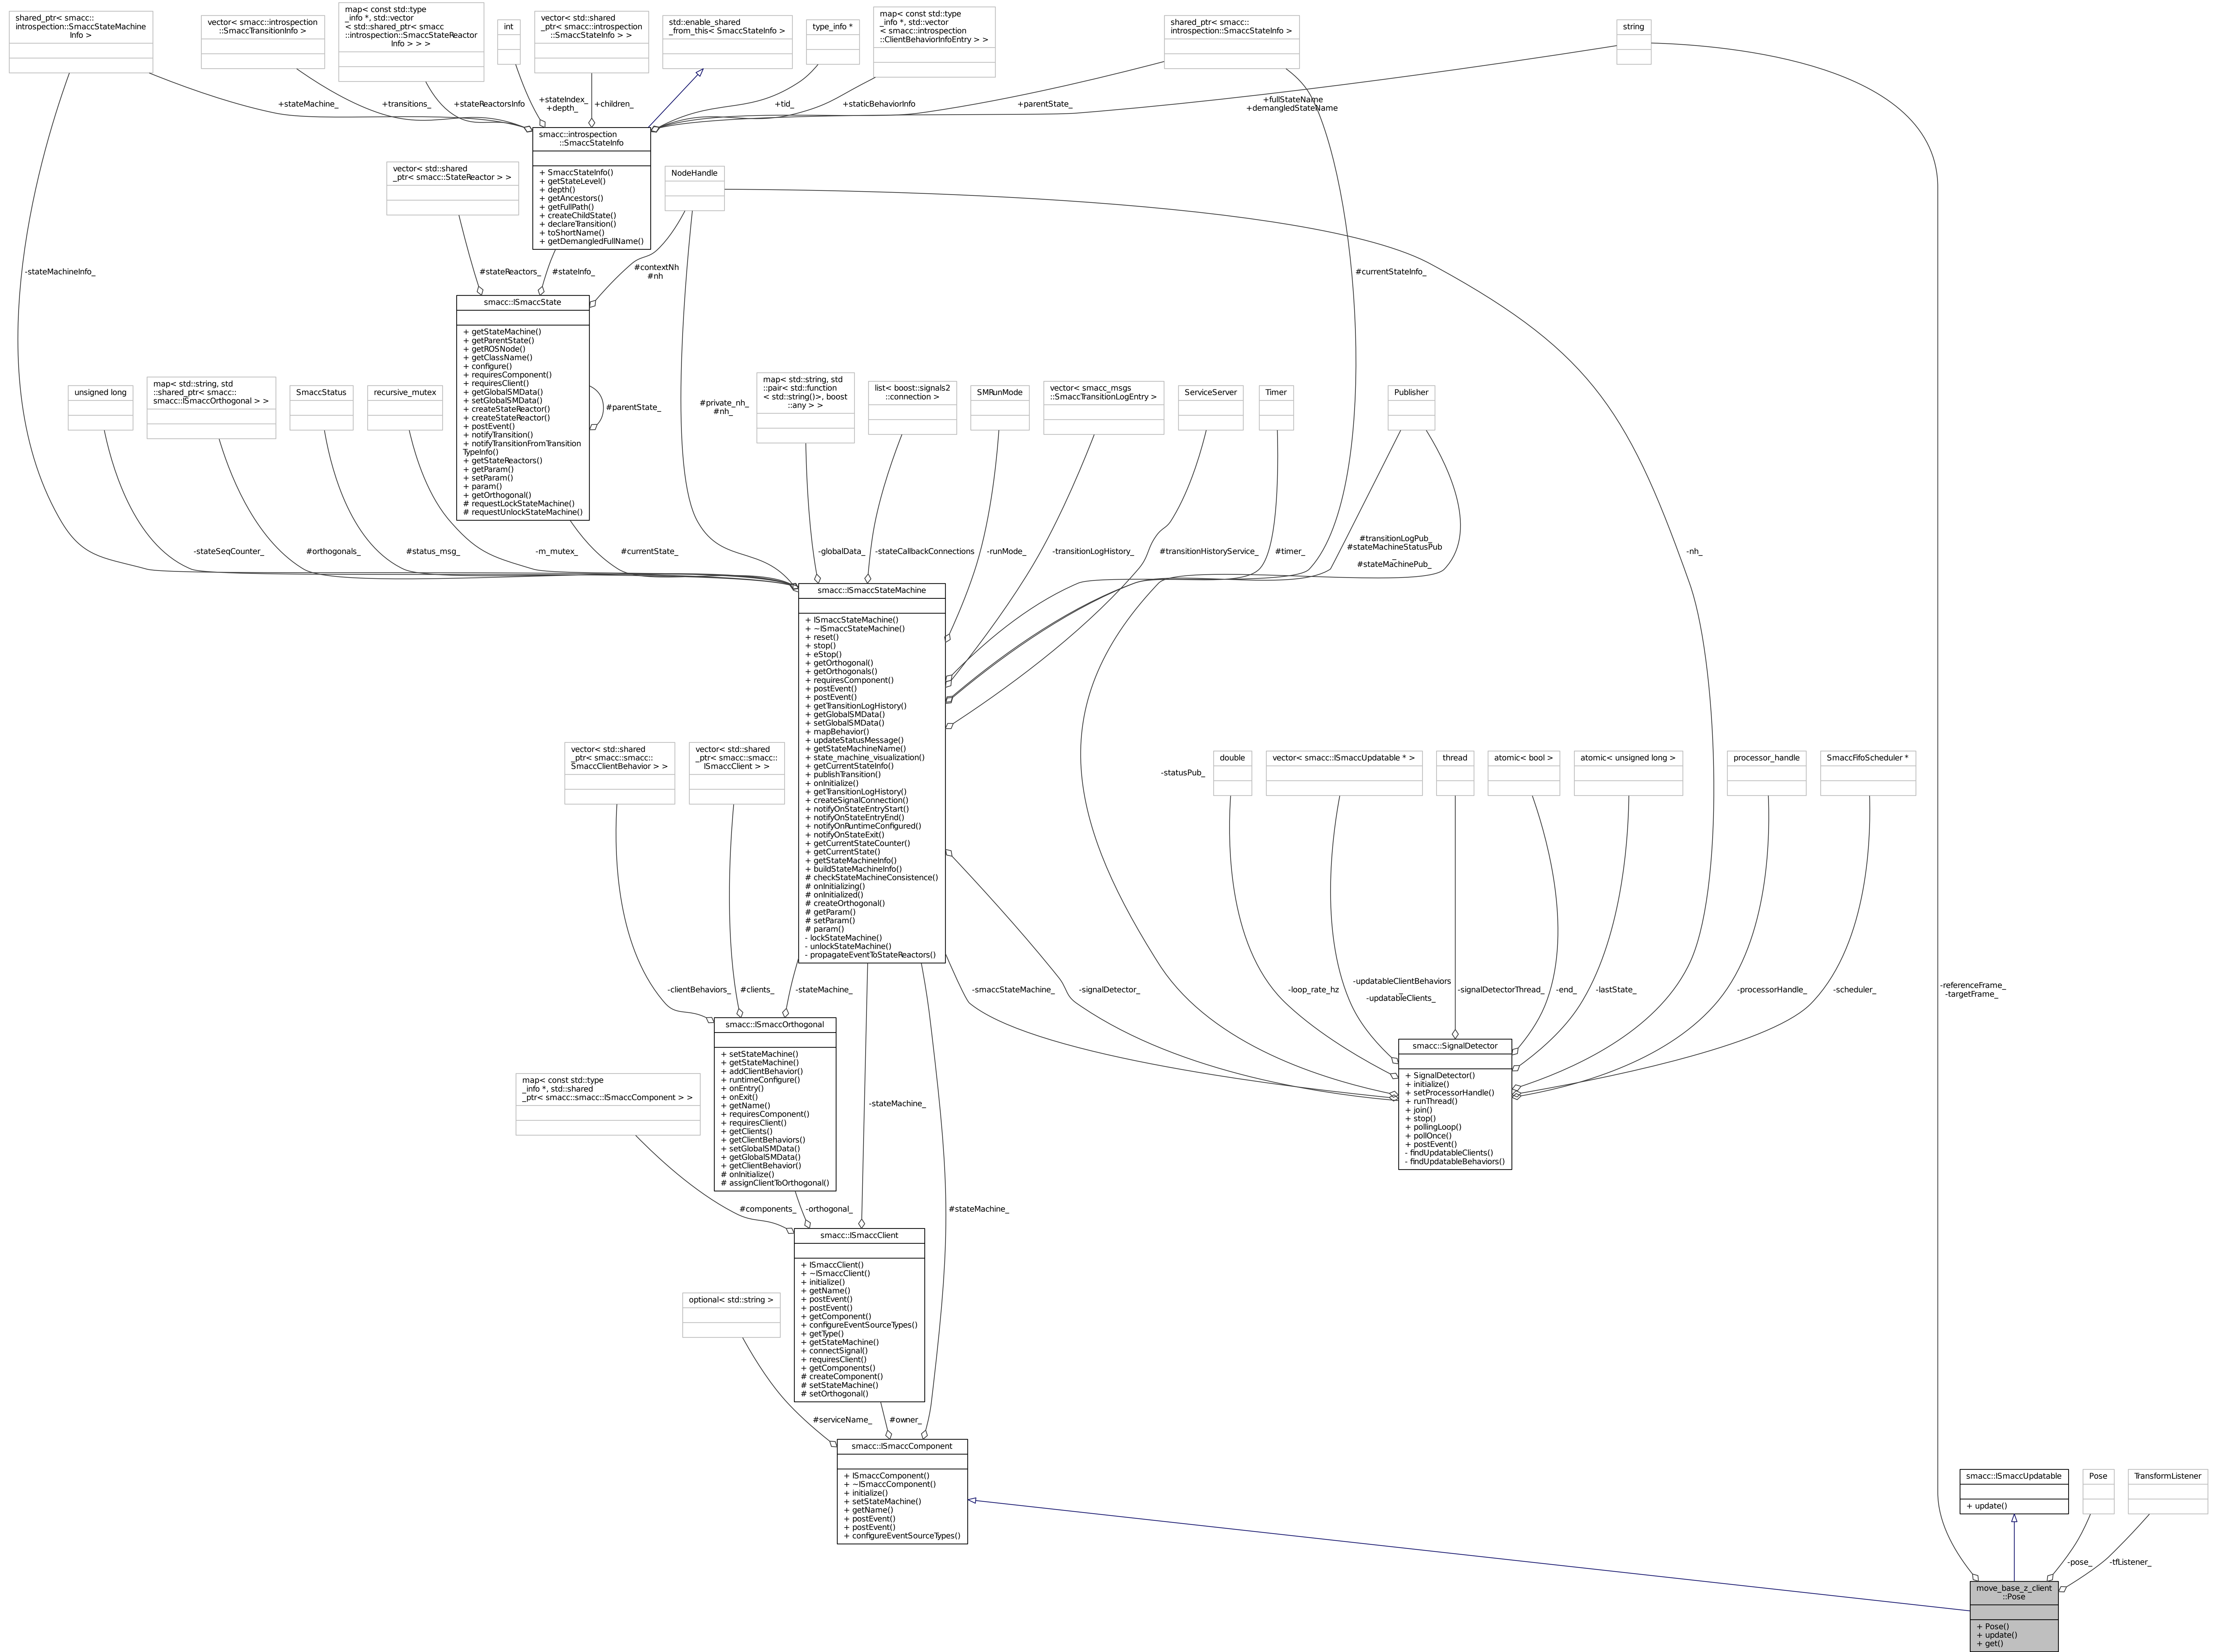 shared_ptr< smacc::
introspection::SmaccStateMachine
Info >
vector< smacc::introspection
::SmaccTransitionInfo >
map< const std::type
_info *, std::vector
< std::shared_ptr< smacc
::introspection::SmaccStateReactor
Info > > >
int
vector< std::shared
_ptr< smacc::introspection
::SmaccStateInfo > >
std::enable_shared
_from_this< SmaccStateInfo >
type_info *
map< const std::type
_info *, std::vector
< smacc::introspection
::ClientBehaviorInfoEntry > >
shared_ptr< smacc::
introspection::SmaccStateInfo >
string
+stateMachine_
+transitions_
+stateReactorsInfo
+stateIndex_
+depth_
+children_
+tid_
+staticBehaviorInfo
+parentState_
+fullStateName
+demangledStateName
smacc::introspection
::SmaccStateInfo
+ SmaccStateInfo()
+ getStateLevel()
+ depth()
+ getAncestors()
+ getFullPath()
+ createChildState()
+ declareTransition()
+ toShortName()
+ getDemangledFullName()
vector< std::shared
_ptr< smacc::StateReactor > >
NodeHandle
-stateMachineInfo_
#stateReactors_
#stateInfo_
#contextNh
#nh
#currentStateInfo_
smacc::ISmaccState
+ getStateMachine()
+ getParentState()
+ getROSNode()
+ getClassName()
+ configure()
+ requiresComponent()
+ requiresClient()
+ getGlobalSMData()
+ setGlobalSMData()
+ createStateReactor()
+ createStateReactor()
+ postEvent()
+ notifyTransition()
+ notifyTransitionFromTransition
TypeInfo()
+ getStateReactors()
+ getParam()
+ setParam()
+ param()
+ getOrthogonal()
# requestLockStateMachine()
# requestUnlockStateMachine()
#parentState_
#private_nh_
#nh_
unsigned long
map< std::string, std
::shared_ptr< smacc::
smacc::ISmaccOrthogonal > >
SmaccStatus
recursive_mutex
map< std::string, std
::pair< std::function
< std::string()>, boost
::any > >
list< boost::signals2
::connection >
SMRunMode
vector< smacc_msgs
::SmaccTransitionLogEntry >
ServiceServer
Timer
Publisher
-stateSeqCounter_
#orthogonals_
#status_msg_
-m_mutex_
#currentState_
-globalData_
-stateCallbackConnections
-runMode_
-transitionLogHistory_
#transitionHistoryService_
#timer_
#transitionLogPub_
#stateMachineStatusPub
_
#stateMachinePub_
-nh_
smacc::ISmaccStateMachine
+ ISmaccStateMachine()
+ ~ISmaccStateMachine()
+ reset()
+ stop()
+ eStop()
+ getOrthogonal()
+ getOrthogonals()
+ requiresComponent()
+ postEvent()
+ postEvent()
+ getTransitionLogHistory()
+ getGlobalSMData()
+ setGlobalSMData()
+ mapBehavior()
+ updateStatusMessage()
+ getStateMachineName()
+ state_machine_visualization()
+ getCurrentStateInfo()
+ publishTransition()
+ onInitialize()
+ getTransitionLogHistory()
+ createSignalConnection()
+ notifyOnStateEntryStart()
+ notifyOnStateEntryEnd()
+ notifyOnRuntimeConfigured()
+ notifyOnStateExit()
+ getCurrentStateCounter()
+ getCurrentState()
+ getStateMachineInfo()
+ buildStateMachineInfo()
# checkStateMachineConsistence()
# onInitializing()
# onInitialized()
# createOrthogonal()
# getParam()
# setParam()
# param()
- lockStateMachine()
- unlockStateMachine()
- propagateEventToStateReactors()
vector< std::shared
_ptr< smacc::smacc::
SmaccClientBehavior > >
vector< std::shared
_ptr< smacc::smacc::
ISmaccClient > >
-statusPub_
double
vector< smacc::ISmaccUpdatable * >
thread
atomic< bool >
atomic< unsigned long >
processor_handle
SmaccFifoScheduler *
-clientBehaviors_
#clients_
-stateMachine_
-smaccStateMachine_
-signalDetector_
-loop_rate_hz
-updatableClientBehaviors
_
-updatableClients_
-signalDetectorThread_
-end_
-lastState_
-processorHandle_
-scheduler_
-referenceFrame_
-targetFrame_
smacc::ISmaccOrthogonal
+ setStateMachine()
+ getStateMachine()
+ addClientBehavior()
+ runtimeConfigure()
+ onEntry()
+ onExit()
+ getName()
+ requiresComponent()
+ requiresClient()
+ getClients()
+ getClientBehaviors()
+ setGlobalSMData()
+ getGlobalSMData()
+ getClientBehavior()
# onInitialize()
# assignClientToOrthogonal()
smacc::SignalDetector
+ SignalDetector()
+ initialize()
+ setProcessorHandle()
+ runThread()
+ join()
+ stop()
+ pollingLoop()
+ pollOnce()
+ postEvent()
- findUpdatableClients()
- findUpdatableBehaviors()
map< const std::type
_info *, std::shared
_ptr< smacc::smacc::ISmaccComponent > >
-stateMachine_
#components_
-orthogonal_
#stateMachine_
smacc::ISmaccClient
+ ISmaccClient()
+ ~ISmaccClient()
+ initialize()
+ getName()
+ postEvent()
+ postEvent()
+ getComponent()
+ configureEventSourceTypes()
+ getType()
+ getStateMachine()
+ connectSignal()
+ requiresClient()
+ getComponents()
# createComponent()
# setStateMachine()
# setOrthogonal()
optional< std::string >
#serviceName_
#owner_
smacc::ISmaccComponent
+ ISmaccComponent()
+ ~ISmaccComponent()
+ initialize()
+ setStateMachine()
+ getName()
+ postEvent()
+ postEvent()
+ configureEventSourceTypes()
smacc::ISmaccUpdatable
+ update()
Pose
TransformListener
-pose_
-tfListener_
move_base_z_client
::Pose
+ Pose()
+ update()
+ get()